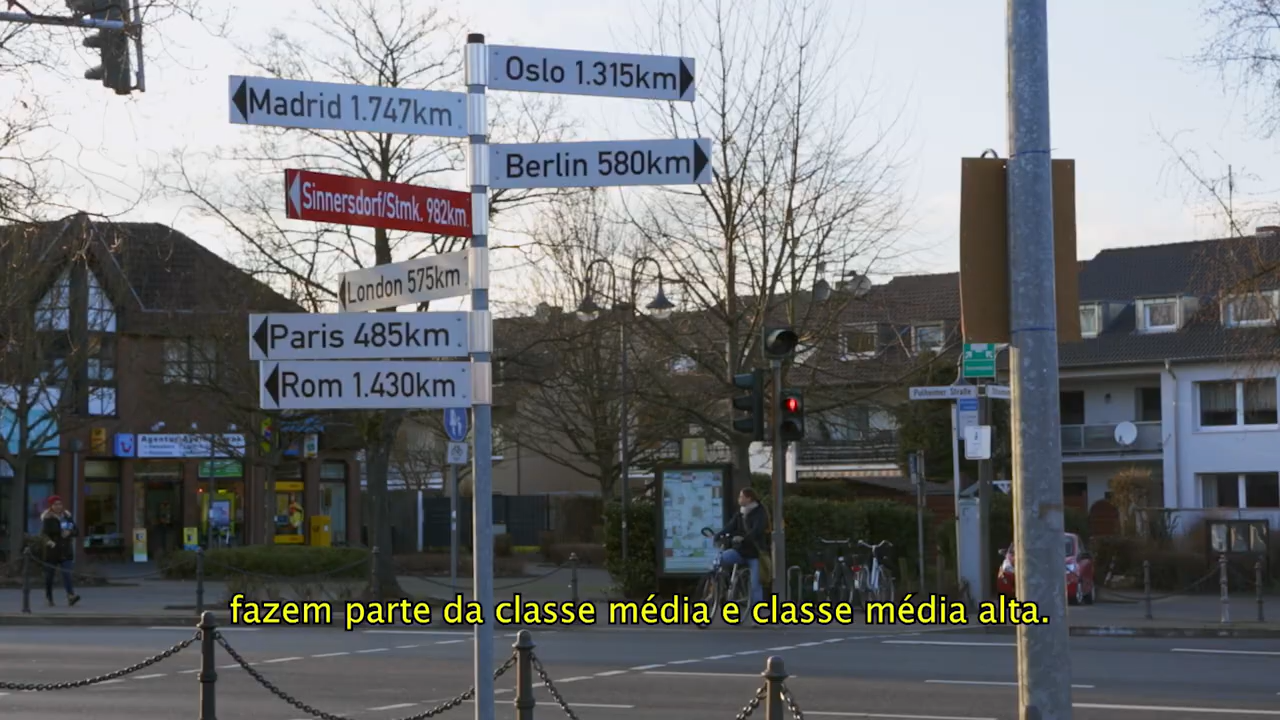 Oslo 1.315km
Madrid 1.747km
Berlin 580km
Sinnersdorf/Stmk. 982km
London 575km
Paris 485km
Rom 1.430km
Straße
fazem parte da classe média e classe média alta.